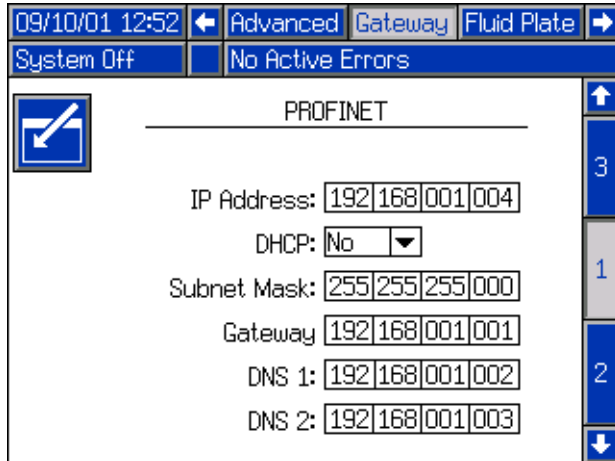 09/10/01 12:52 Advanced Gateway Fluid Plate
System Off No Active Errors
PROFINET
3
IP Address: 192 168 001 004
DHCP: No
1
Subnet Mask: 255 255 255 000
Gateway 192 168 001 001
DNS 1: 192 168 001 002
2
DNS 2: 192 168 001 003